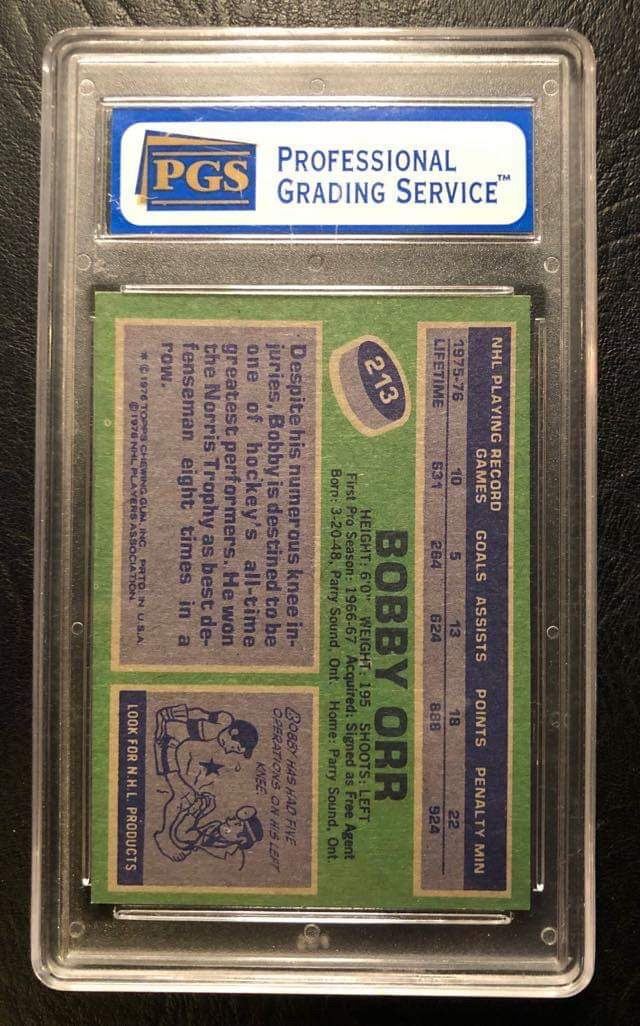 PGS
PROFESSIONAL
GRADING SERVICE™
NHL PLAYING RECORD
GAMES GOALS ASSISTS POINTS PENALTY MIN
1975-76 10 5 13 18 22
LIFETIME 631 264 624 888 924
213
BOBBY ORR
HEIGHT: 6'0" WEIGHT: 195 SHOOTS: LEFT
First Pro Season: 1966-67 Acquired: Signed as Free Agent
Born: 3-20-48, Parry Sound, Ont. Home: Parry Sound, Ont.
Despite his numerous knee in-
juries, Bobby is destined to be
one of hockey's all-time
greatest performers. He won
the Norris Trophy as best de-
fenseman eight times in a
row.
* © 1976 TOPPS CHEWING GUM, INC. PRTD. IN U.S.A.
© 1976 NHL PLAYERS ASSOCIATION.
BOBBY HAS HAD FIVE
OPERATIONS ON HIS LEFT
KNEE.
LOOK FOR N.H.L. PRODUCTS